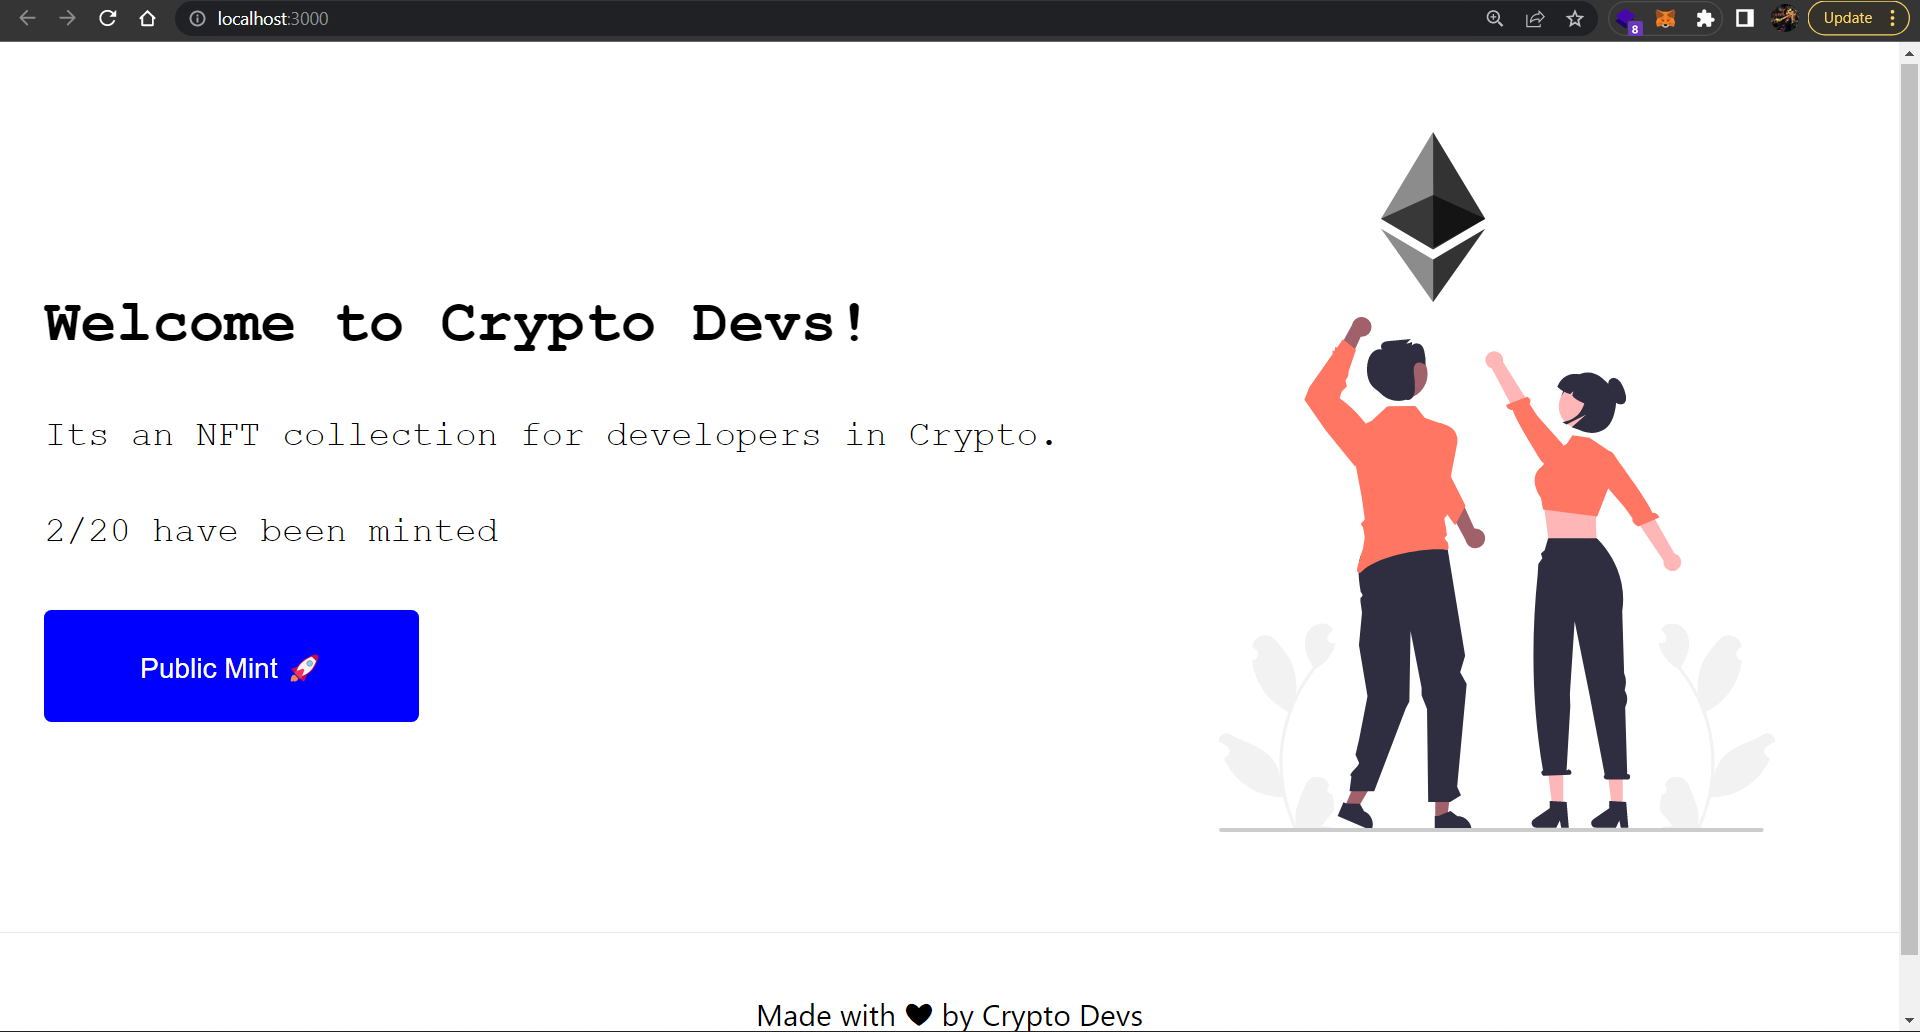 localhost:3000
8
Update
Welcome to Crypto Devs!
Its an NFT collection for developers in Crypto.
2/20 have been minted
Public Mint 🚀
Made with ♥ by Crypto Devs